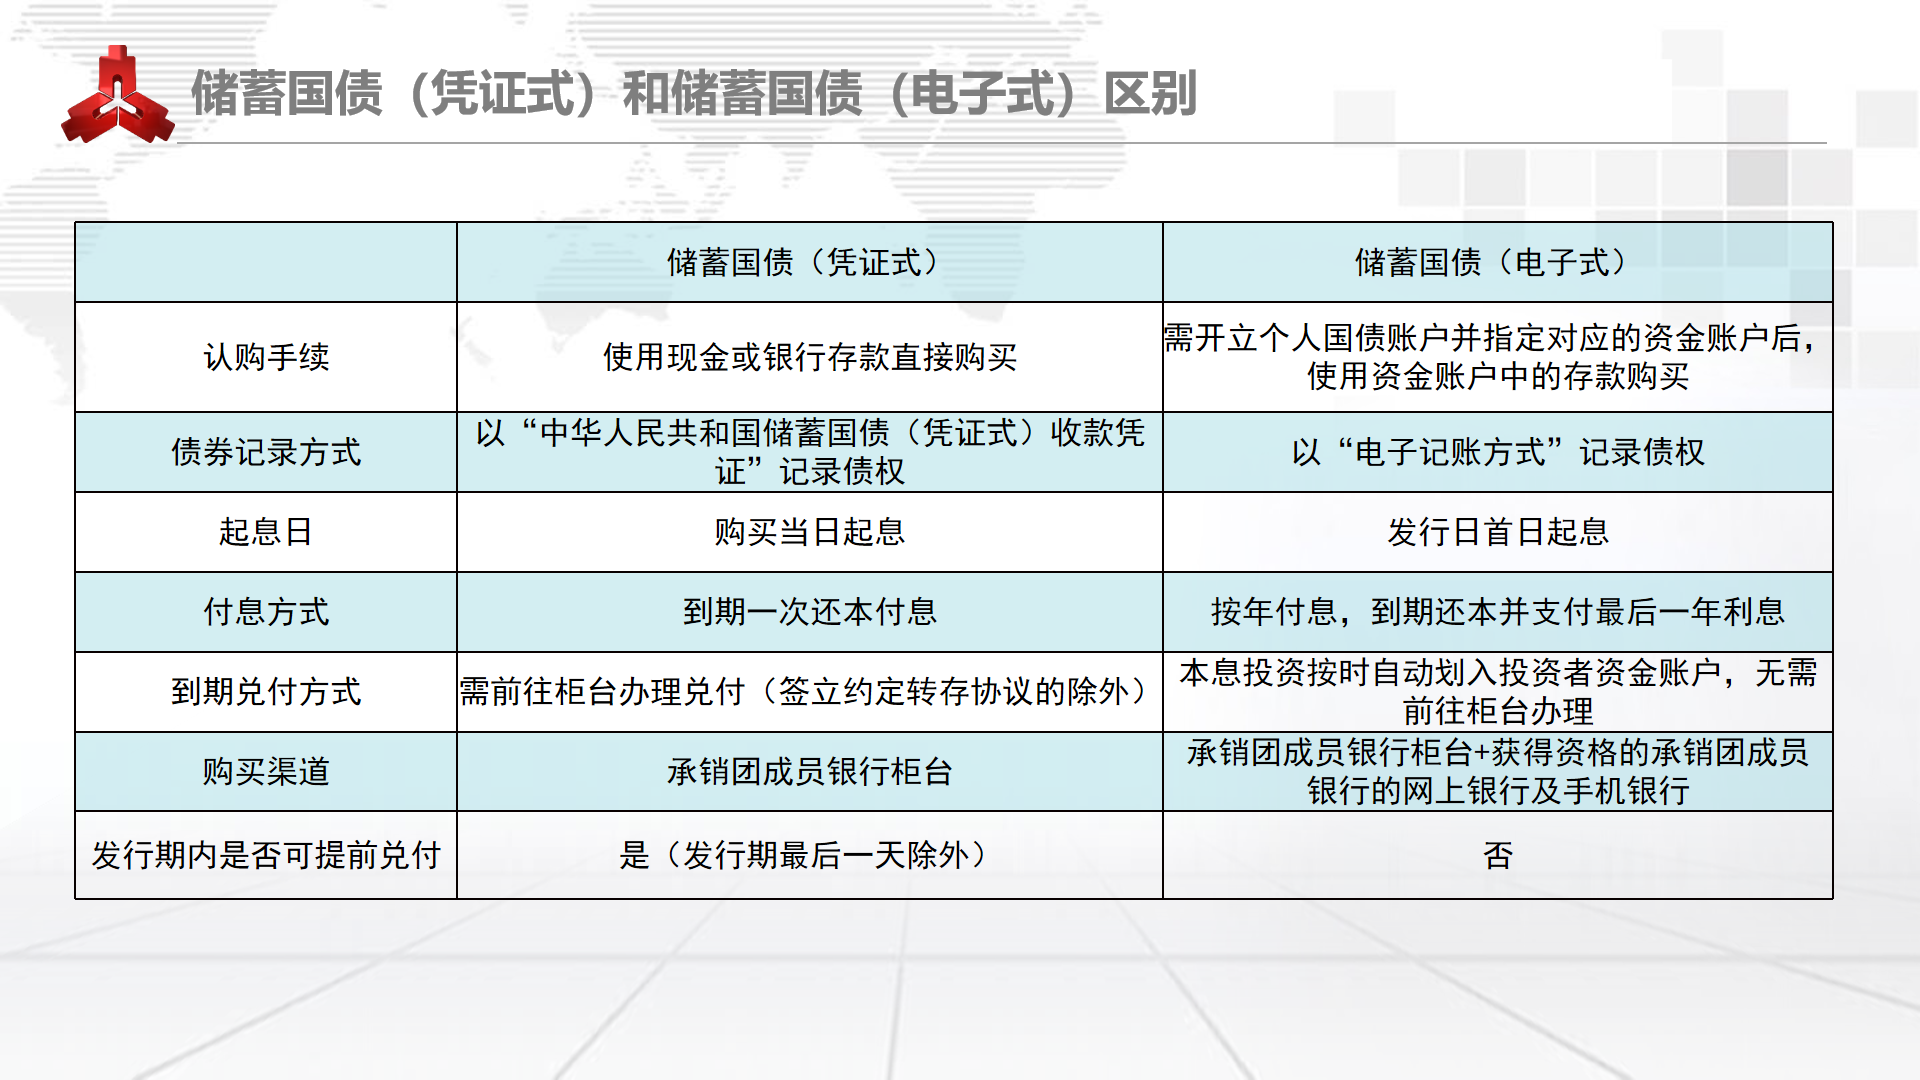 储蓄国债（凭证式）和储蓄国债（电子式）区别
储蓄国债（凭证式）
储蓄国债（电子式）
认购手续
使用现金或银行存款直接购买
需开立个人国债账户并指定对应的资金账户后，
使用资金账户中的存款购买
债券记录方式
以“中华人民共和国储蓄国债（凭证式）收款凭
证”记录债权
以“电子记账方式”记录债权
起息日
购买当日起息
发行日首日起息
付息方式
到期一次还本付息
按年付息，到期还本并支付最后一年利息
到期兑付方式
需前往柜台办理兑付（签立约定转存协议的除外）
本息投资按时自动划入投资者资金账户，无需
前往柜台办理
购买渠道
承销团成员银行柜台
承销团成员银行柜台+获得资格的承销团成员
银行的网上银行及手机银行
发行期内是否可提前兑付
是（发行期最后一天除外）
否